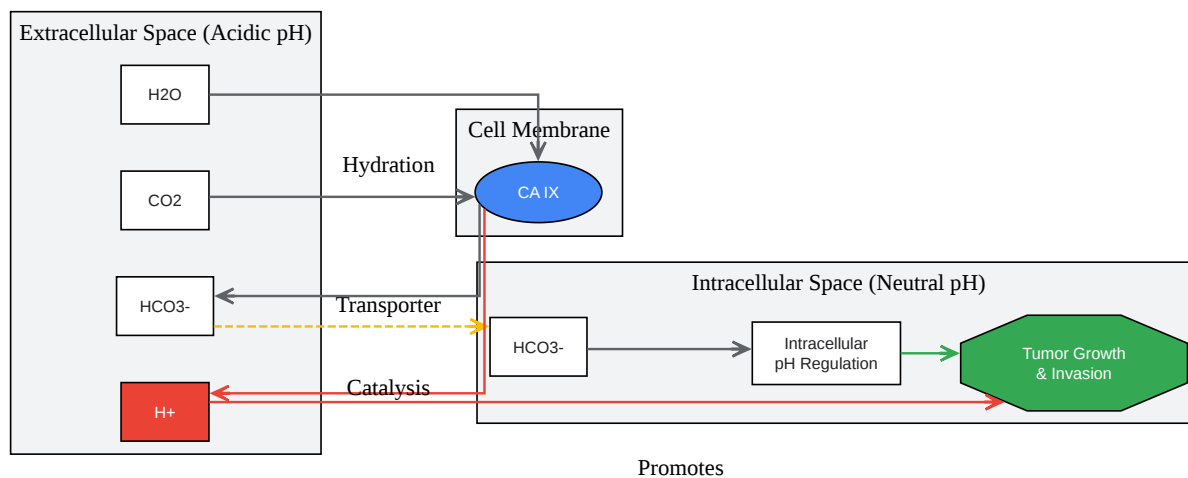 Extracellular Space (Acidic pH)
H2O
Cell Membrane
Hydration
CO2
CA IX
Intracellular Space (Neutral pH)
HCO3-
Transporter
HCO3-
Intracellular
pH Regulation
Tumor Growth
& Invasion
Catalysis
H+
Promotes